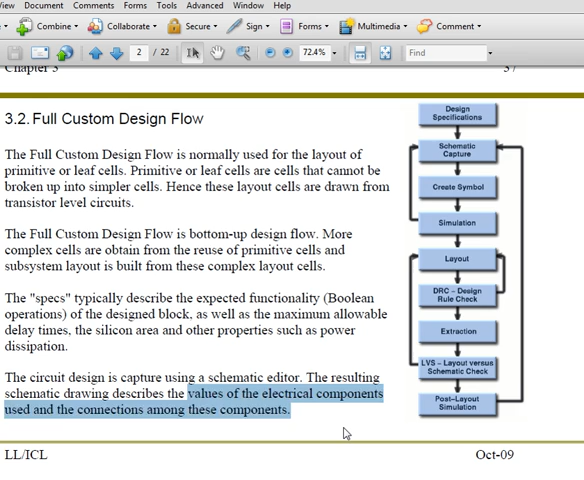 View Document Comments Forms Tools Advanced Window Help
Combine Collaborate Secure Sign Forms Multimedia Comment
2 / 22 72.4% Find
Chapter 3 37
3.2. Full Custom Design Flow
The Full Custom Design Flow is normally used for the layout of
primitive or leaf cells. Primitive or leaf cells are cells that cannot be
broken up into simpler cells. Hence these layout cells are drawn from
transistor level circuits.
The Full Custom Design Flow is bottom-up design flow. More
complex cells are obtain from the reuse of primitive cells and
subsystem layout is built from these complex layout cells.
The "specs" typically describe the expected functionality (Boolean
operations) of the designed block, as well as the maximum allowable
delay times, the silicon area and other properties such as power
dissipation.
The circuit design is capture using a schematic editor. The resulting
schematic drawing describes the values of the electrical components
used and the connections among these components.
Design
Specifications
Schematic
Capture
Create Symbol
Simulation
Layout
DRC - Design
Rule Check
Extraction
LVS - Layout versus
Schematic Check
Post-Layout
Simulation
LL/ICL Oct-09